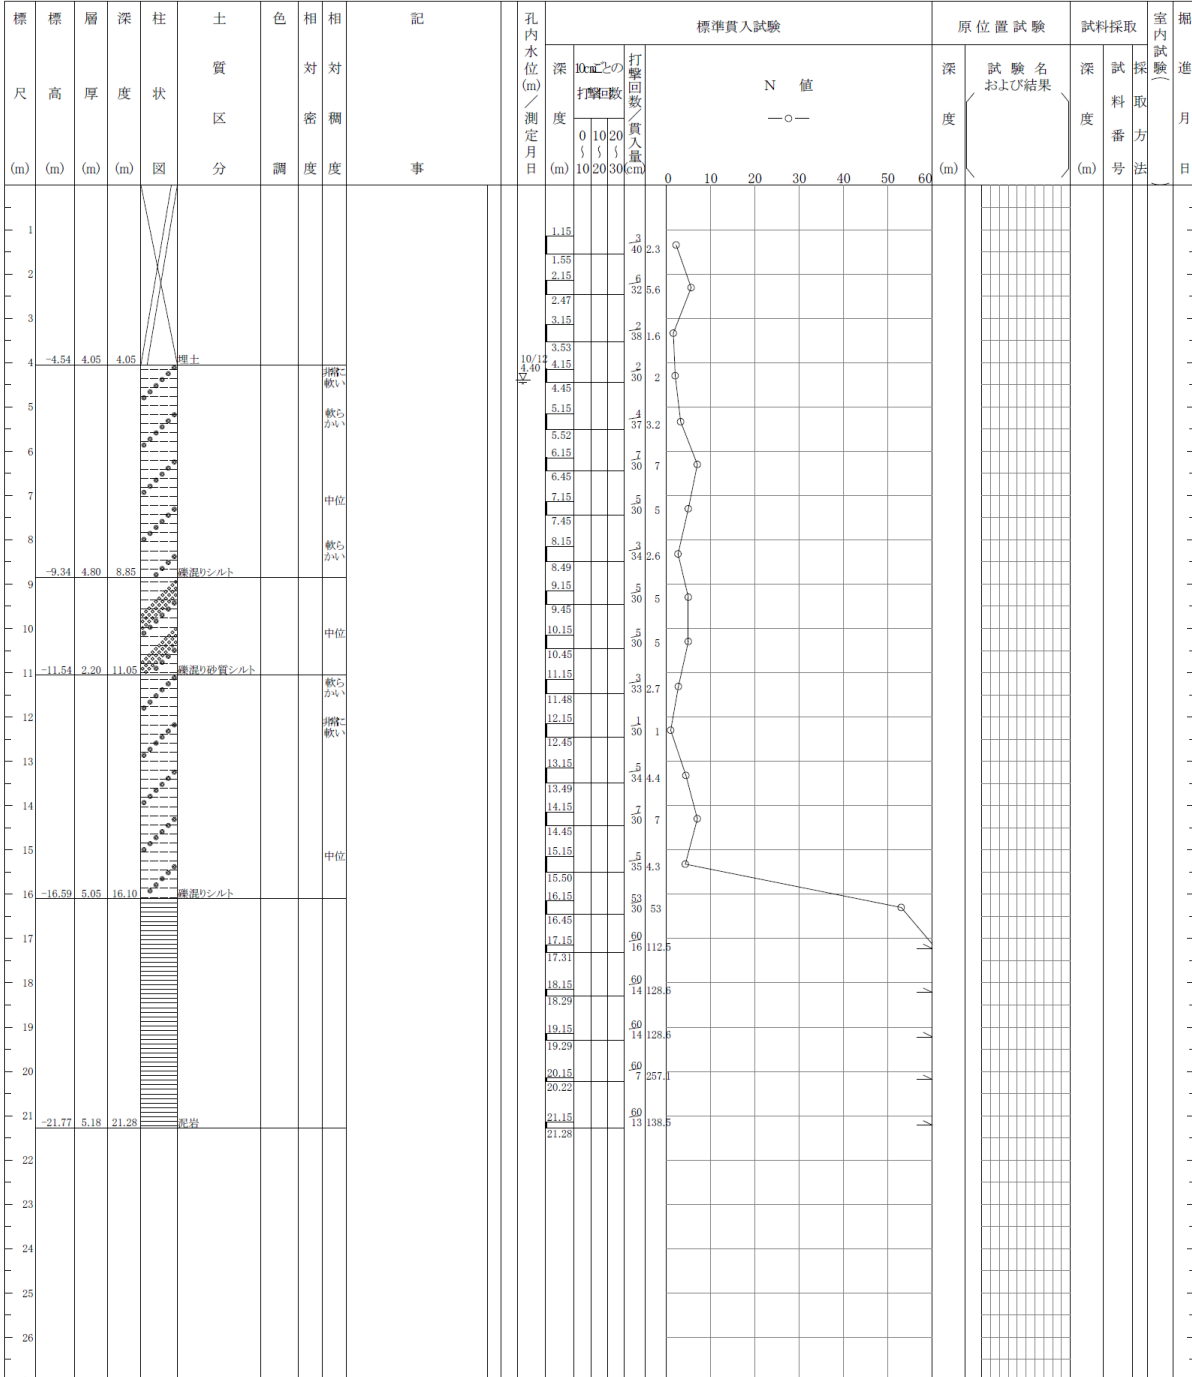 標尺 (m)
標高 (m)
層厚 (m)
深度 (m)
柱状図
土質区分
色調
相対密度
相対稠度
記事
孔内水位(m)／測定月日
標準貫入試験
深度 (m)
10cmごとの打撃回数
0〜10
10〜20
20〜30
打撃回数／貫入量(cm)
N 値
0 10 20 30 40 50 60
原位置試験
深度 (m)
試験名および結果
試料採取
深度 (m)
試料番号
採取方法
室内試験（ ）
掘進月日
1
1.15 3/40 2.3
1.55
2
2.15 6/32 5.6
2.47
3
3.15 2/38 1.6
3.53
4 -4.54 4.05 4.05 埋土
10/12
4.40
4.15 2/30 2
4.45
非常に軟い
5
5.15 4/37 3.2
5.52
軟らかい
6
6.15 7/30 7
6.45
7
中位
7.15 5/30 5
7.45
8
軟らかい
8.15 3/34 2.6
8.49
-9.34 4.80 8.85 礫混りシルト
9
9.15 5/30 5
9.45
10
中位
10.15 5/30 5
10.45
11 -11.54 2.20 11.05 礫混り砂質シルト
11.15 3/33 2.7
11.48
軟らかい
12
非常に軟い
12.15 1/30 1
12.45
13
13.15 5/34 4.4
13.49
14
14.15 7/30 7
14.45
15
中位
15.15 5/35 4.3
15.50
16 -16.59 5.05 16.10 礫混りシルト
16.15 53/30 53
16.45
17
17.15 60/16 112.5
17.31
18
18.15 60/14 128.6
18.29
19
19.15 60/14 128.6
19.29
20
20.15 60/7 257.1
20.22
21 -21.77 5.18 21.28 泥岩
21.15 60/13 138.5
21.28
22
23
24
25
26